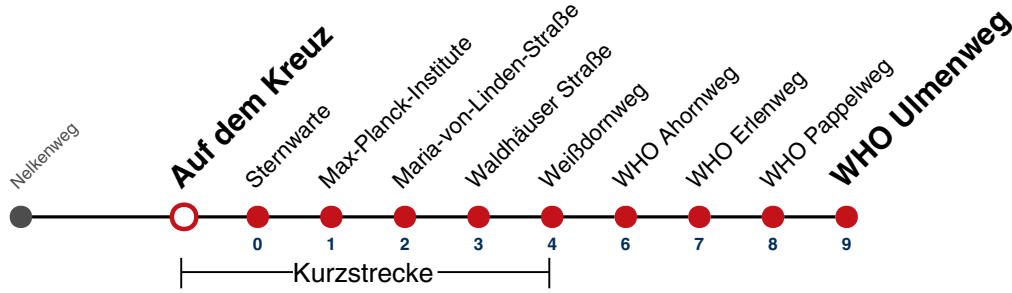 Nelkenweg
Auf dem Kreuz
Sternwarte
Max-Planck-Institute
Maria-von-Linden-Straße
Waldhäuser Straße
Weißdornweg
WHO Ahornweg
WHO Erlenweg
WHO Pappelweg
WHO Ulmenweg
0 1 2 3 4 6 7 8 9
Kurzstrecke